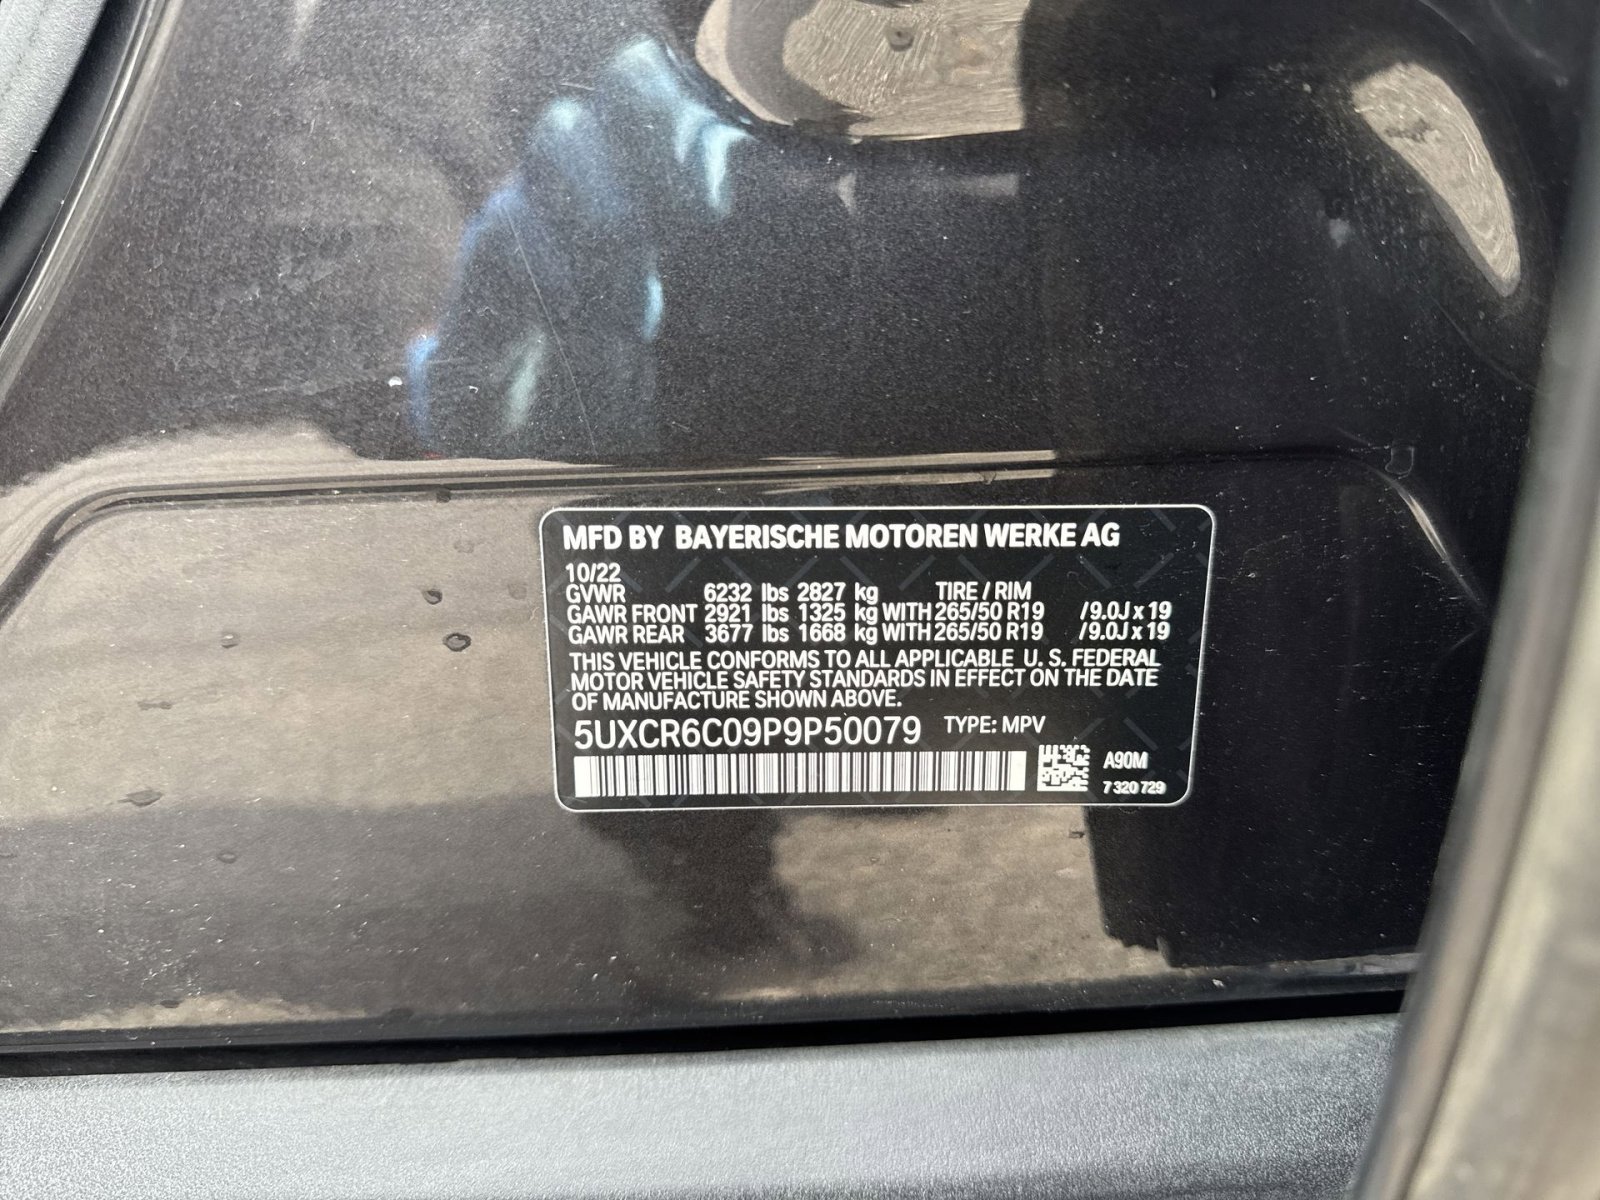 MFD BY BAYERISCHE MOTOREN WERKE AG
10/22
GVWR 6232 lbs 2827 kg TIRE / RIM
GAWR FRONT 2921 lbs 1325 kg WITH 265/50 R19 / 9.0J x 19
GAWR REAR 3677 lbs 1668 kg WITH 265/50 R19 / 9.0J x 19
THIS VEHICLE CONFORMS TO ALL APPLICABLE U. S. FEDERAL
MOTOR VEHICLE SAFETY STANDARDS IN EFFECT ON THE DATE
OF MANUFACTURE SHOWN ABOVE.
5UXCR6C09P9P50079 TYPE: MPV
A90M
7 320 729